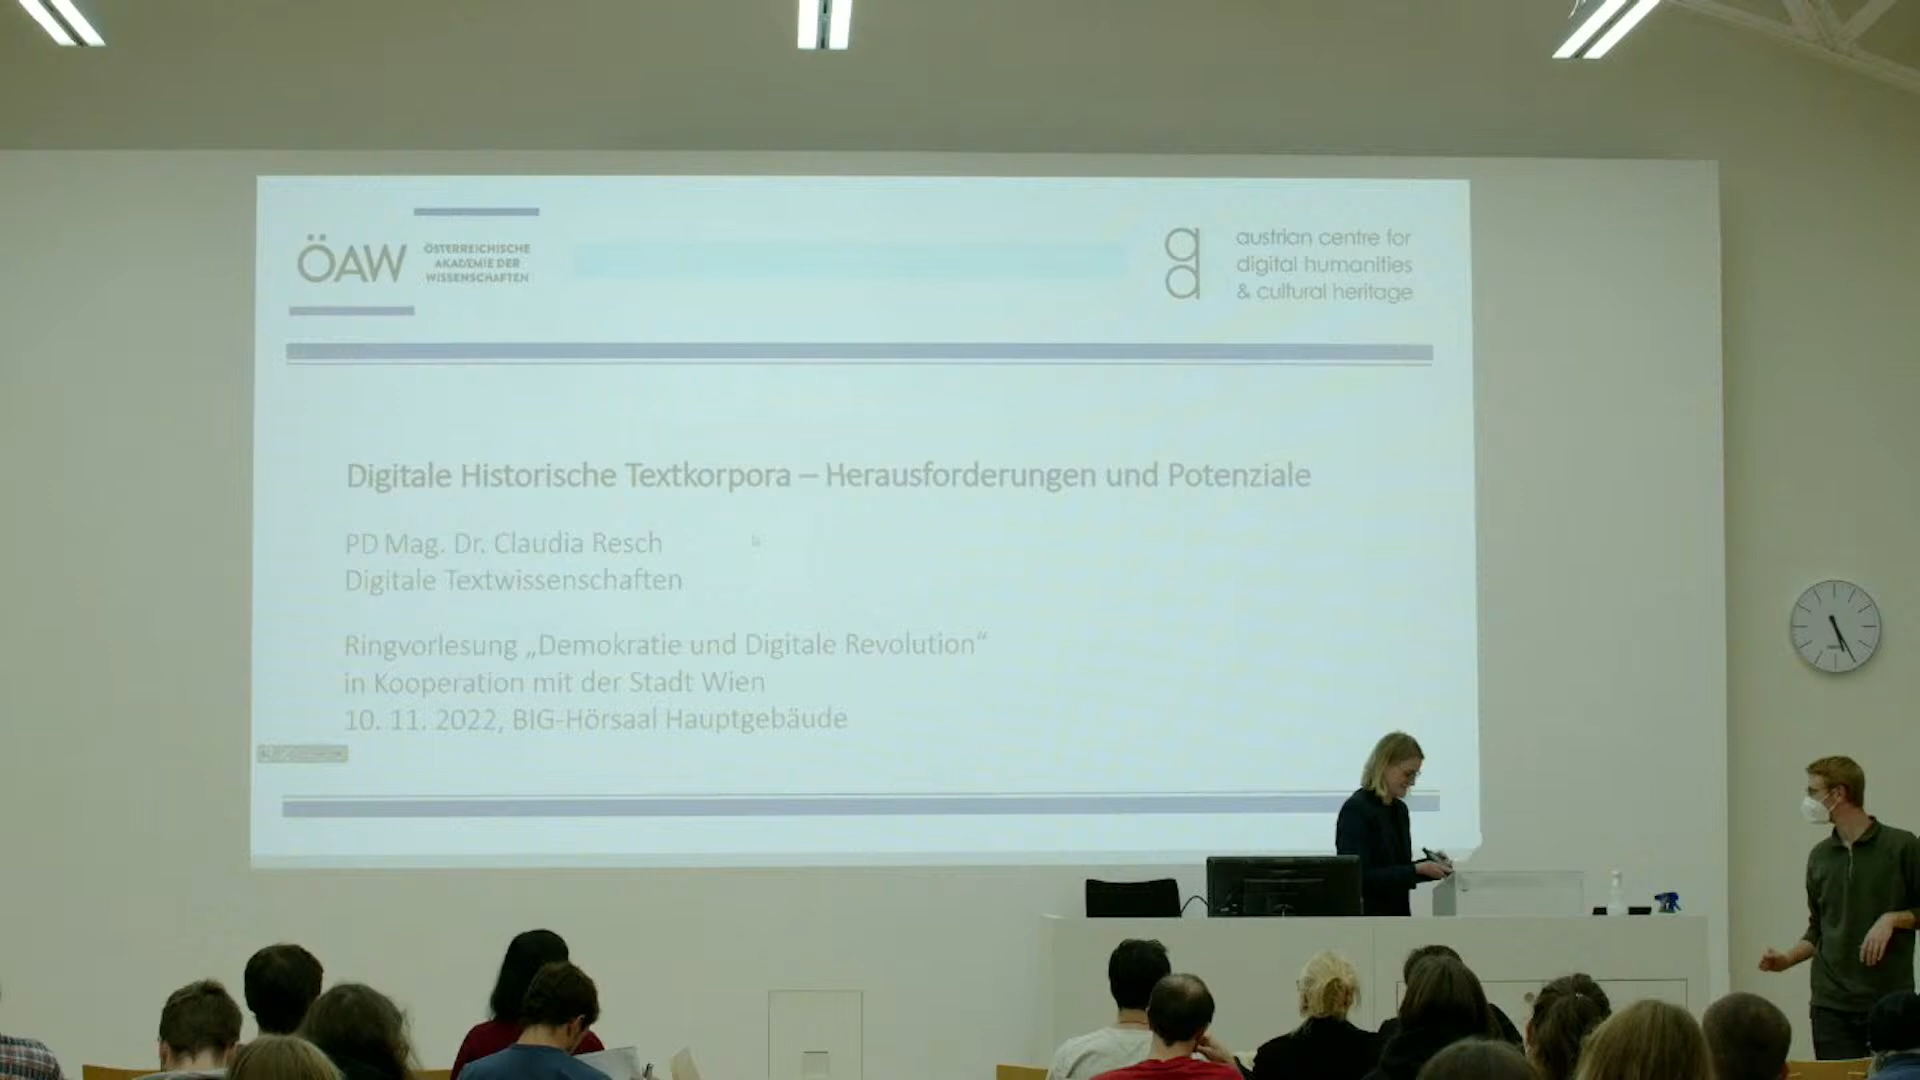 ÖAW
ÖSTERREICHISCHE
AKADEMIE DER
WISSENSCHAFTEN
austrian centre for
digital humanities
& cultural heritage
Digitale Historische Textkorpora – Herausforderungen und Potenziale
PD Mag. Dr. Claudia Resch
Digitale Textwissenschaften
Ringvorlesung „Demokratie und Digitale Revolution“
in Kooperation mit der Stadt Wien
10. 11. 2022, BIG-Hörsaal Hauptgebäude